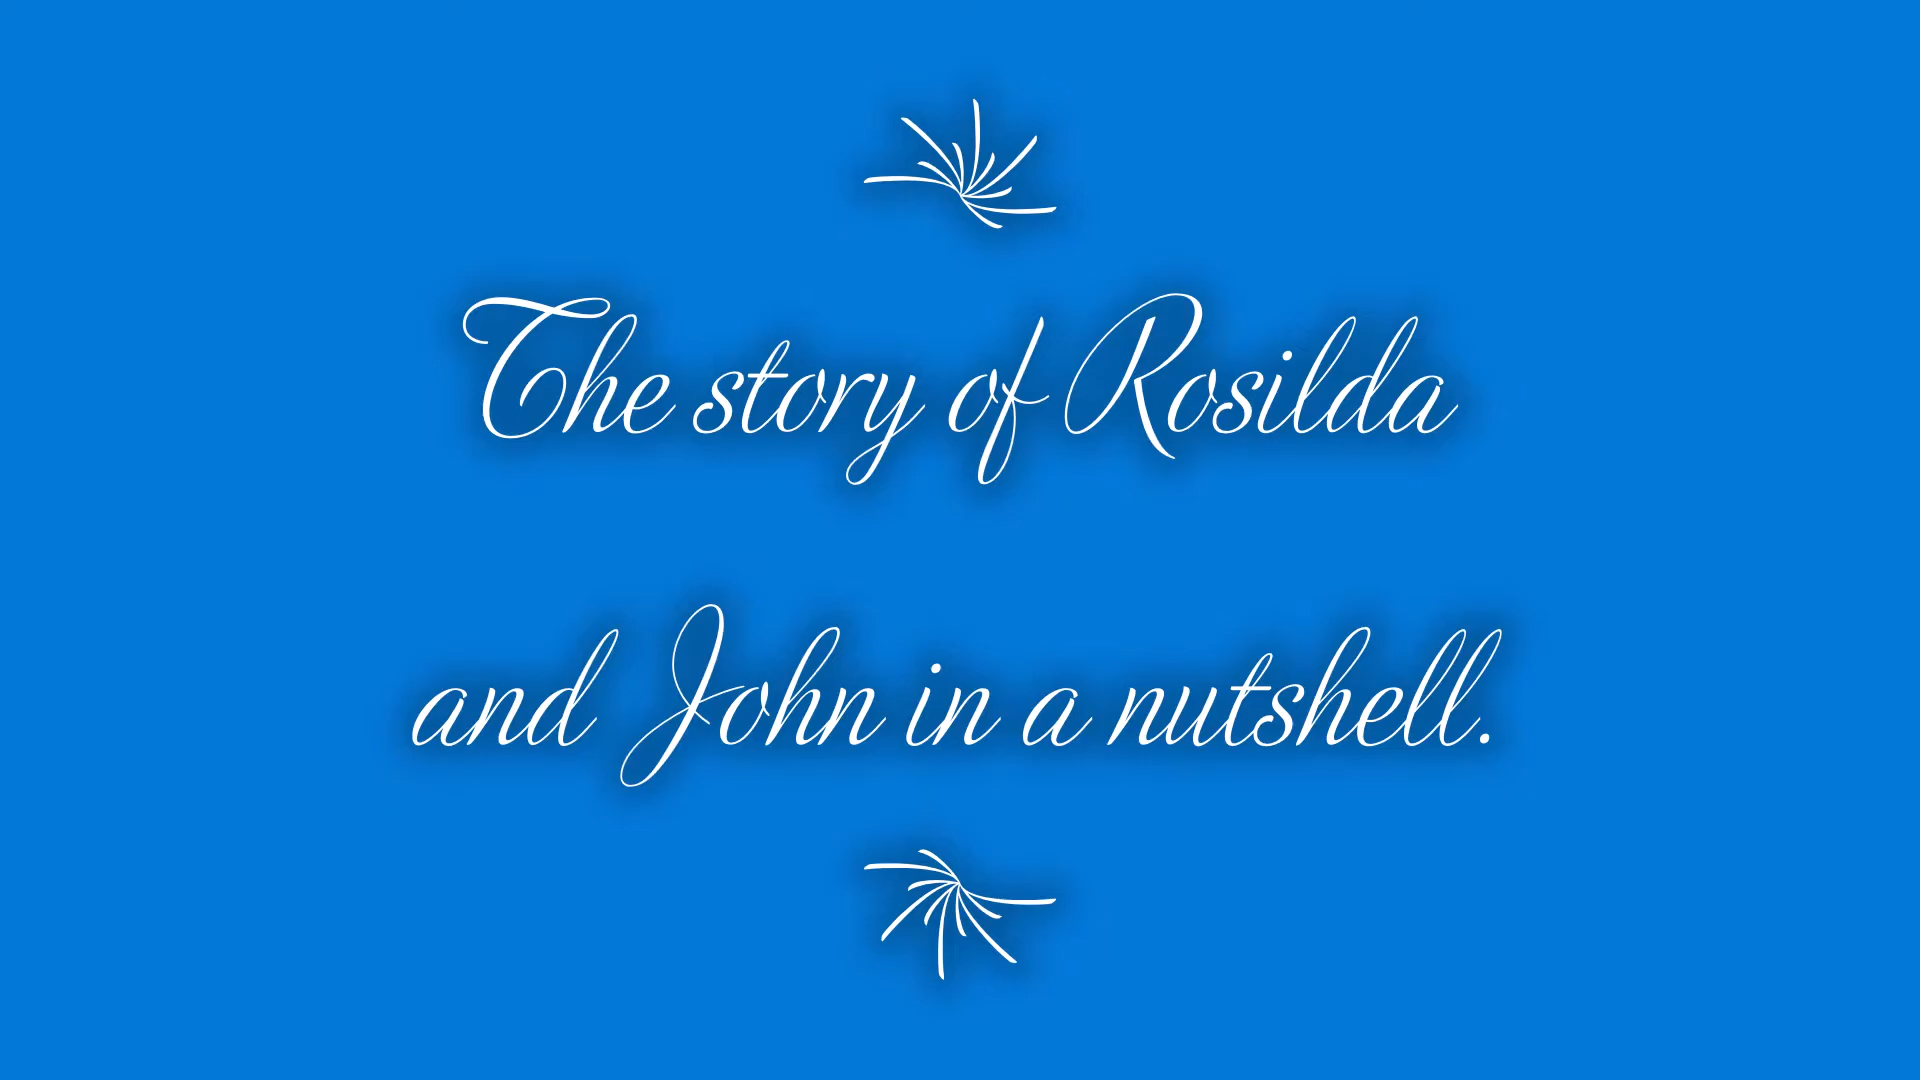 The story of Rosilda
and John in a nutshell.